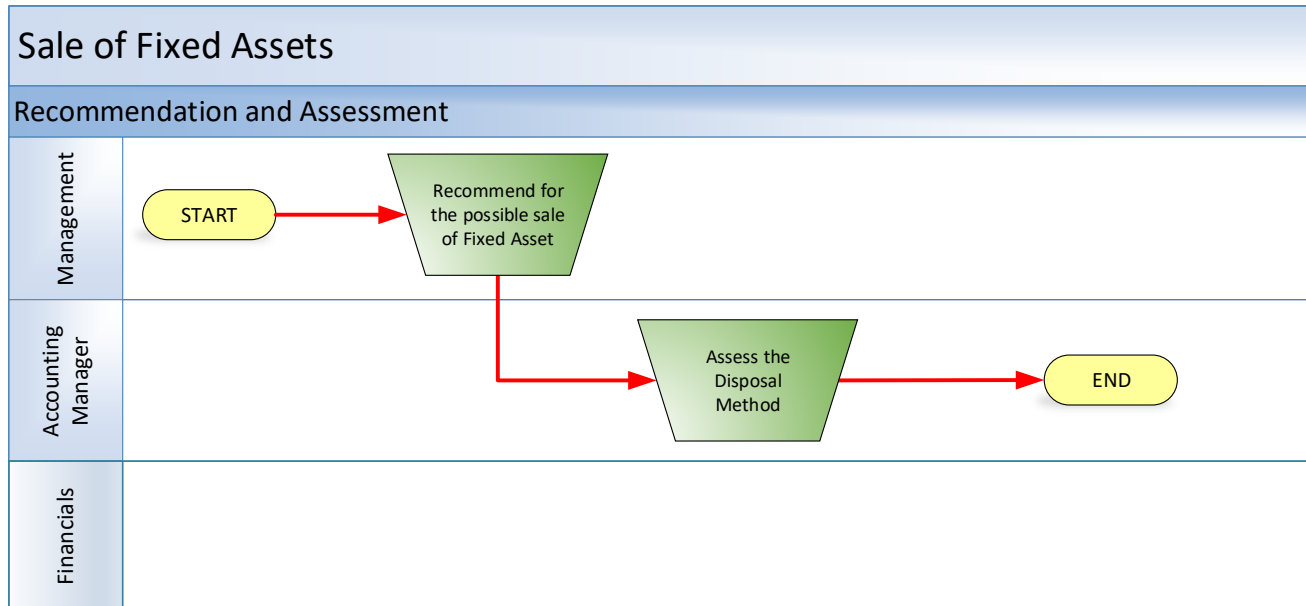 Sale of Fixed Assets
Recommendation and Assessment
Management
START
Recommend for
the possible sale
of Fixed Asset
Accounting
Manager
Assess the
Disposal
Method
END
Financials